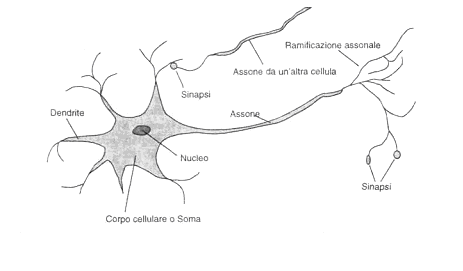 Ramificazione assonale
Assone da un'altra cellula
Sinapsi
Dendrite
Assone
Nucleo
Sinapsi
Corpo cellulare o Soma